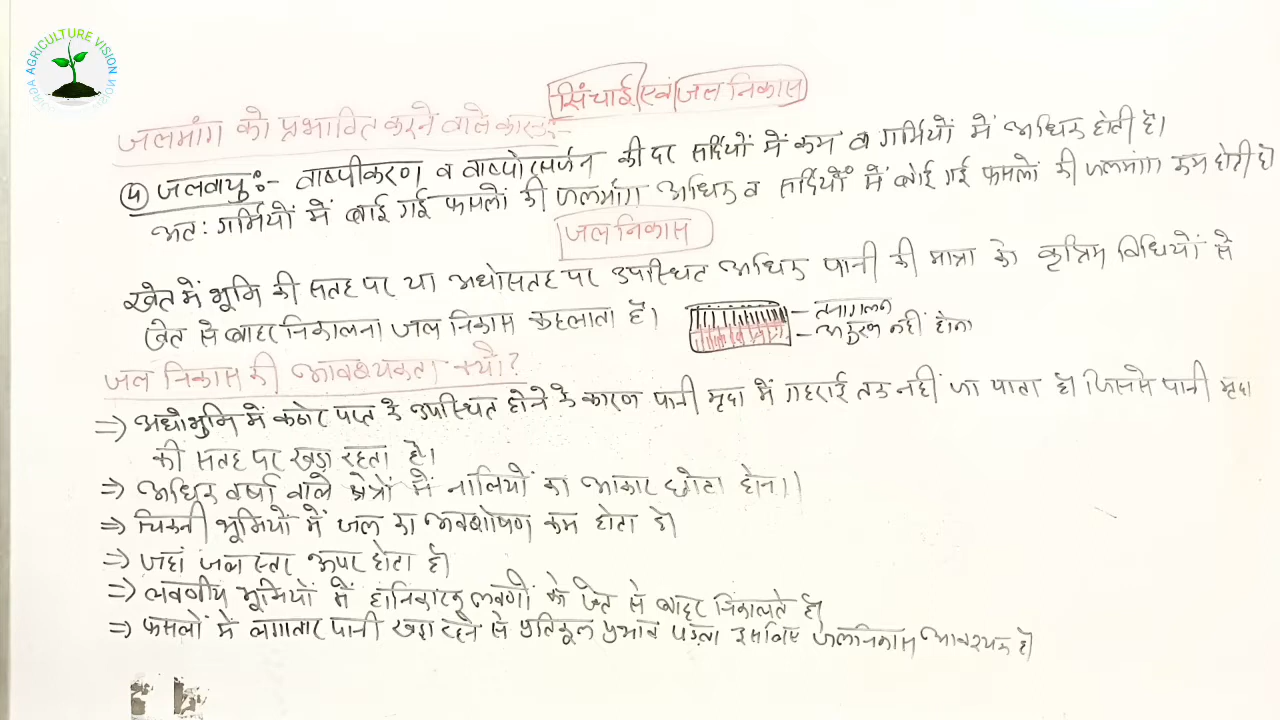 AGRICULTURE VISION
सिंचाई एवं जल निकास
जलमांग को प्रभावित करने वाले कारक:-
(4) जलवायु:- वाष्पीकरण व वाष्पोत्सर्जन की दर सर्दियों में कम व गर्मियों में अधिक होती है।
अत: गर्मियों में बोई गई फसलों की जलमांग अधिक व सर्दियों में बोई गई फसलों की जलमांग कम होती है
जल निकास
खेत में भूमि की सतह पर या अधोसतह पर उपस्थित अधिक पानी की मात्रा को कृत्रिम विधियों से
खेत से बाहर निकालना जल निकास कहलाता है।
- अंकुरण नहीं होना
जल निकास की आवश्यकता क्यों?
⇒ अधोभूमि में कठोर परत के उपस्थित होने के कारण पानी मृदा में गहराई तक नहीं जा पाता है। जिससे पानी मृदा
की सतह पर खड़ा रहता है।
⇒ अधिक वर्षा वाले क्षेत्रों में नालियों का आकार छोटा होना।
⇒ चिकनी भूमियों में जल का अवशोषण कम होता है।
⇒ जहां जल स्तर ऊपर होता है।
⇒ लवणीय भूमियों में हानिकारक लवणों को खेत से बाहर निकालते है।
⇒ फसलों में लगातार पानी खड़ा रहने से प्रतिकूल प्रभाव पड़ता इसलिए जलनिकास आवश्यक है।